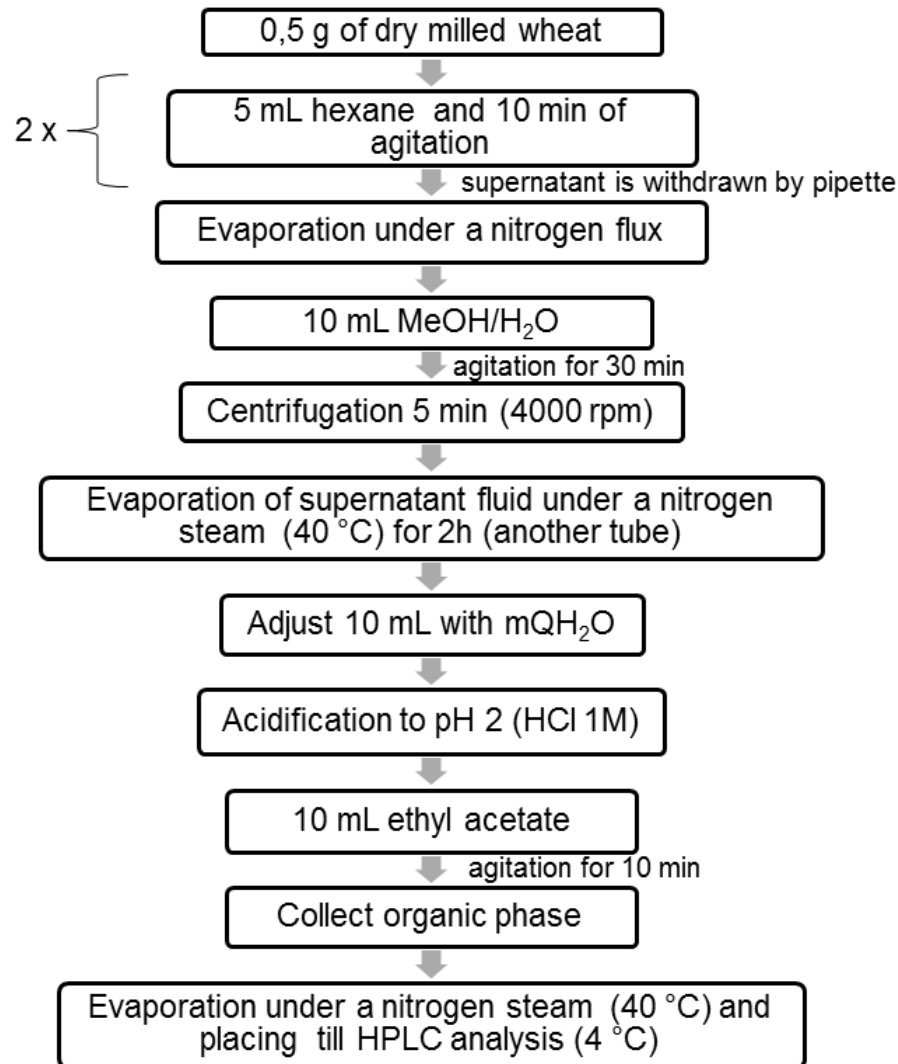 0,5 g of dry milled wheat
2 x
5 mL hexane and 10 min of
agitation
supernatant is withdrawn by pipette
Evaporation under a nitrogen flux
10 mL MeOH/H₂O
agitation for 30 min
Centrifugation 5 min (4000 rpm)
Evaporation of supernatant fluid under a nitrogen
steam (40 °C) for 2h (another tube)
Adjust 10 mL with mQH₂O
Acidification to pH 2 (HCl 1M)
10 mL ethyl acetate
agitation for 10 min
Collect organic phase
Evaporation under a nitrogen steam (40 °C) and
placing till HPLC analysis (4 °C)